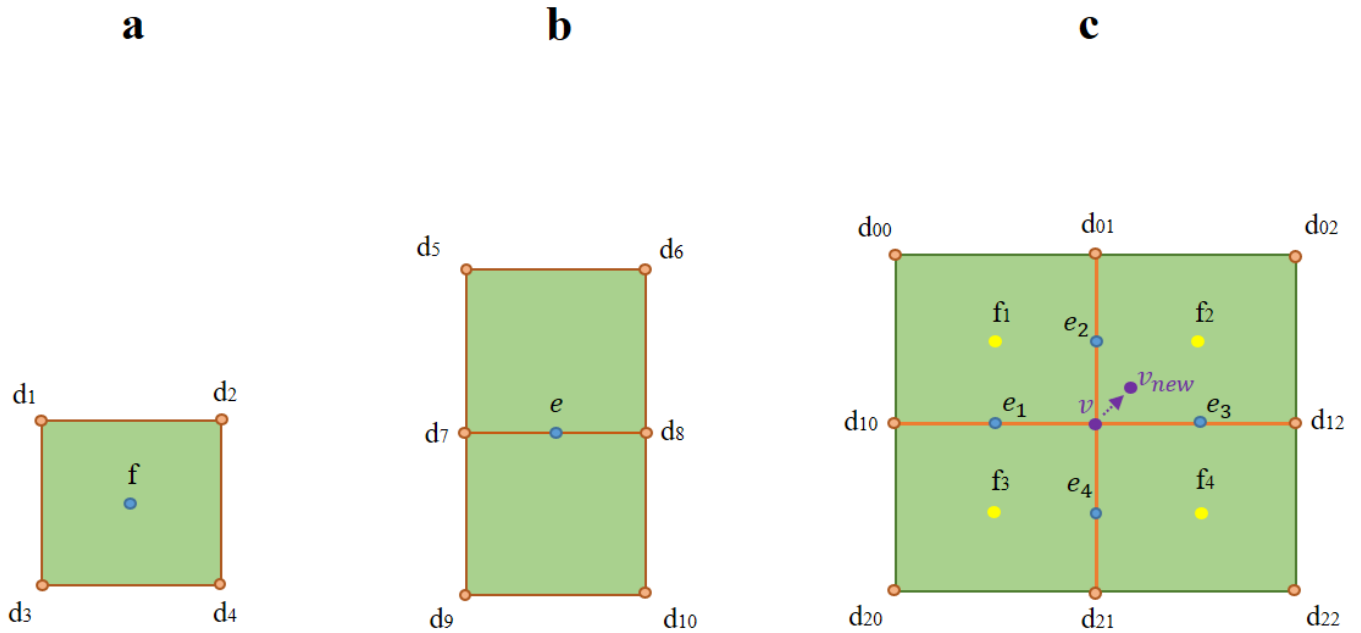 a b c
d00 d01 d02
d5 d6
f1 f2
e2
vnew
d1 d2
e
v
e1 e3
d7 d8
d10 d12
f
f3 f4
e4
d3 d4
d9 d10
d20 d21 d22